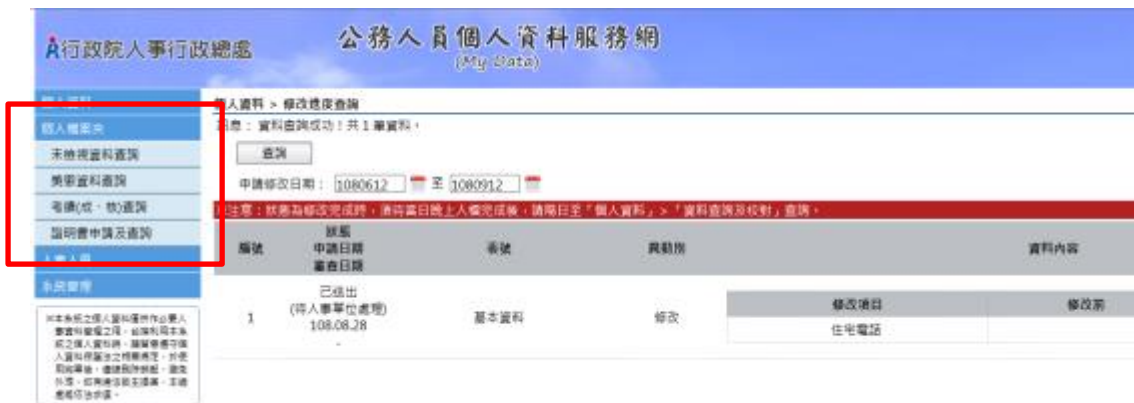 行政院人事行政總處
公務人員個人資料服務網
(My Data)
個人資料
個人檔案夾
未檢視資料查詢
獎懲資料查詢
考績(成、核)查詢
證明書申請及查詢
人事人員
系統管理
個人資料 > 修改進度查詢
訊息： 資料查詢成功！共 1 筆資料。
查詢
申請修改日期： 1080612 至 1080912
※注意：狀態為修改完成時，須待當日晚上人檔完成後，請隔日至「個人資料」>「資料查詢及校對」查詢。
編號
狀態
申請日期
審查日期
表號
異動別
資料內容
1
已送出
(待人事單位處理)
108.08.28
-
基本資料
修改
修改項目
修改前
住宅電話